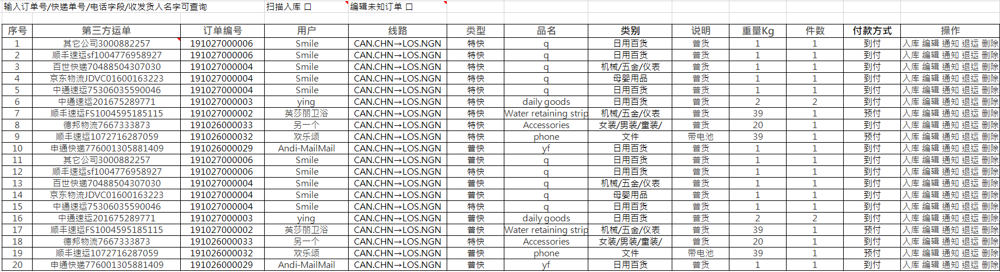 输入订单号/快递单号/电话字段/收发货人名字可查询 扫描入库 口 编辑未知订单 口
序号 第三方运单 订单编号 用户 线路 类型 品名 类别 说明 重量Kg 件数 付款方式 操作
1 其它公司3000882257 191027000006 Smile CAN.CHN→LOS.NGN 特快 q 日用百货 普货 1 1 到付 入库 编辑 通知 退运 删除
2 顺丰速运sf1004776958927 191027000006 Smile CAN.CHN→LOS.NGN 特快 q 日用百货 普货 1 1 到付 入库 编辑 通知 退运 删除
3 百世快递70488504307030 191027000004 Smile CAN.CHN→LOS.NGN 特快 q 机械/五金/仪表 普货 1 1 到付 入库 编辑 通知 退运 删除
4 京东物流JDVC01600163223 191027000004 Smile CAN.CHN→LOS.NGN 特快 q 母婴用品 普货 1 1 到付 入库 编辑 通知 退运 删除
5 中通速运75306035590046 191027000004 Smile CAN.CHN→LOS.NGN 特快 q 日用百货 普货 1 1 到付 入库 编辑 通知 退运 删除
6 中通速运201675289771 191027000003 ying CAN.CHN→LOS.NGN 特快 daily goods 日用百货 普货 2 2 到付 入库 编辑 通知 退运 删除
7 顺丰速运FS1004595185115 191027000002 英莎丽卫浴 CAN.CHN→LOS.NGN 特快 Water retaining strip 机械/五金/仪表 普货 39 1 预付 入库 编辑 通知 退运 删除
8 德邦物流7667333873 191026000033 另一个 CAN.CHN→LOS.NGN 特快 Accessories 女装/男装/童装/ 普货 20 1 到付 入库 编辑 通知 退运 删除
9 顺丰速运1072716287059 191026000032 欢乐颂 CAN.CHN→LOS.NGN 特快 phone 文件 带电池 39 1 预付 入库 编辑 通知 退运 删除
10 申通快递776001305881409 191026000029 Andi-MailMail CAN.CHN→LOS.NGN 普快 yf 日用百货 普货 1 1 到付 入库 编辑 通知 退运 删除
11 其它公司3000882257 191027000006 Smile CAN.CHN→LOS.NGN 普快 q 日用百货 普货 1 1 到付 入库 编辑 通知 退运 删除
12 顺丰速运sf1004776958927 191027000006 Smile CAN.CHN→LOS.NGN 特快 q 日用百货 普货 1 1 到付 入库 编辑 通知 退运 删除
13 百世快递70488504307030 191027000004 Smile CAN.CHN→LOS.NGN 普快 q 机械/五金/仪表 普货 1 1 到付 入库 编辑 通知 退运 删除
14 京东物流JDVC01600163223 191027000004 Smile CAN.CHN→LOS.NGN 普快 q 母婴用品 普货 1 1 到付 入库 编辑 通知 退运 删除
15 中通速运75306035590046 191027000004 Smile CAN.CHN→LOS.NGN 特快 q 日用百货 普货 1 1 到付 入库 编辑 通知 退运 删除
16 中通速运201675289771 191027000003 ying CAN.CHN→LOS.NGN 普快 daily goods 日用百货 普货 2 2 到付 入库 编辑 通知 退运 删除
17 顺丰速运FS1004595185115 191027000002 英莎丽卫浴 CAN.CHN→LOS.NGN 普快 Water retaining strip 机械/五金/仪表 普货 39 1 预付 入库 编辑 通知 退运 删除
18 德邦物流7667333873 191026000033 另一个 CAN.CHN→LOS.NGN 特快 Accessories 女装/男装/童装/ 普货 20 1 到付 入库 编辑 通知 退运 删除
19 顺丰速运1072716287059 191026000032 欢乐颂 CAN.CHN→LOS.NGN 普快 phone 文件 带电池 39 1 预付 入库 编辑 通知 退运 删除
20 申通快递776001305881409 191026000029 Andi-MailMail CAN.CHN→LOS.NGN 普快 yf 日用百货 普货 1 1 到付 入库 编辑 通知 退运 删除